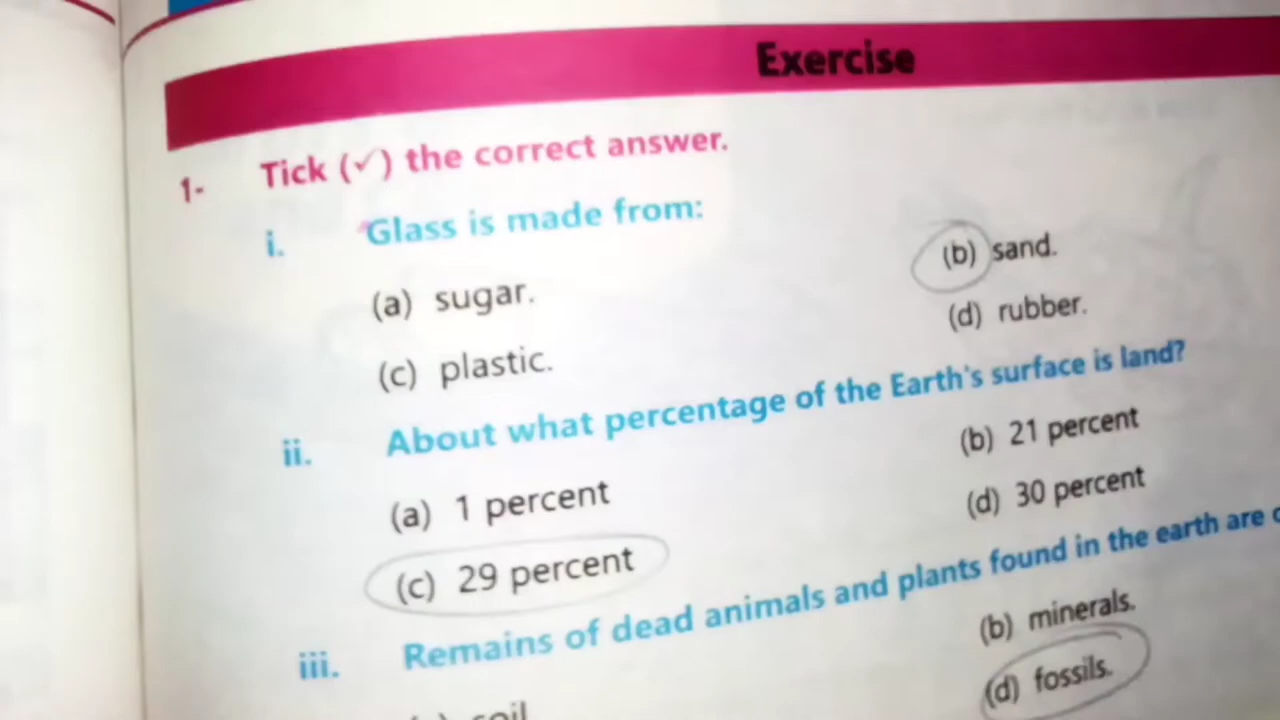 Exercise
1- Tick (✓) the correct answer.
i. Glass is made from:
(a) sugar. (b) sand.
(c) plastic. (d) rubber.
ii. About what percentage of the Earth's surface is land?
(a) 1 percent (b) 21 percent
(c) 29 percent (d) 30 percent
iii. Remains of dead animals and plants found in the earth are
(b) minerals.
soil (d) fossils.